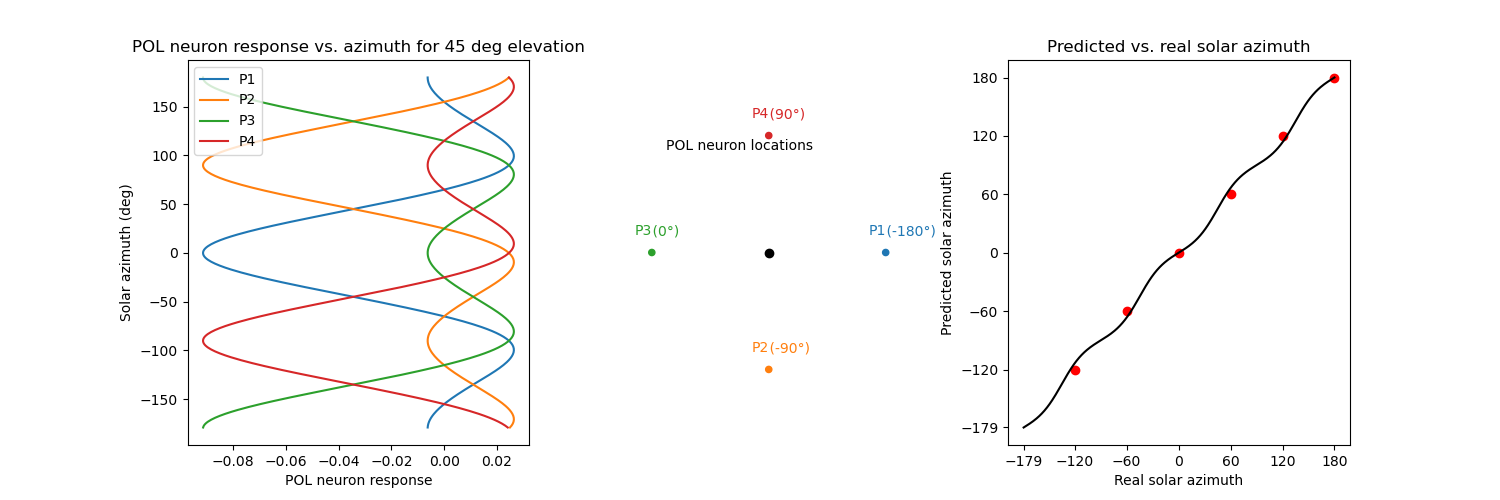 POL neuron response vs. azimuth for 45 deg elevation
P1
P2
P3
P4
150
100
50
0
−50
−100
−150
Solar azimuth (deg)
−0.08
−0.06
−0.04
−0.02
0.00
0.02
POL neuron response
P4(90°)
POL neuron locations
P3(0°)
P1(-180°)
P2(-90°)
Predicted vs. real solar azimuth
180
120
60
0
−60
−120
−179
Predicted solar azimuth
−179
−120
−60
0
60
120
180
Real solar azimuth